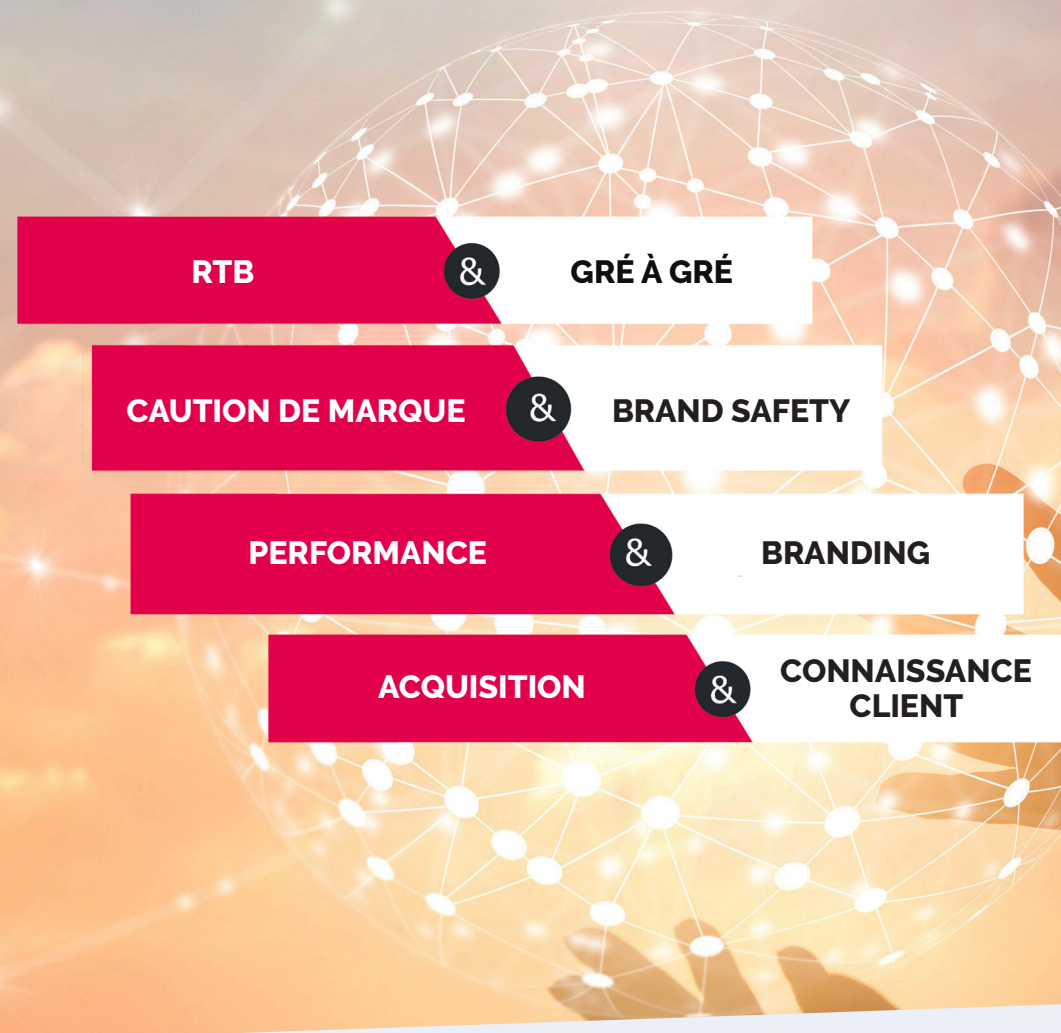 RTB & GRÉ À GRÉ
CAUTION DE MARQUE & BRAND SAFETY
PERFORMANCE & BRANDING
ACQUISITION & CONNAISSANCE
CLIENT